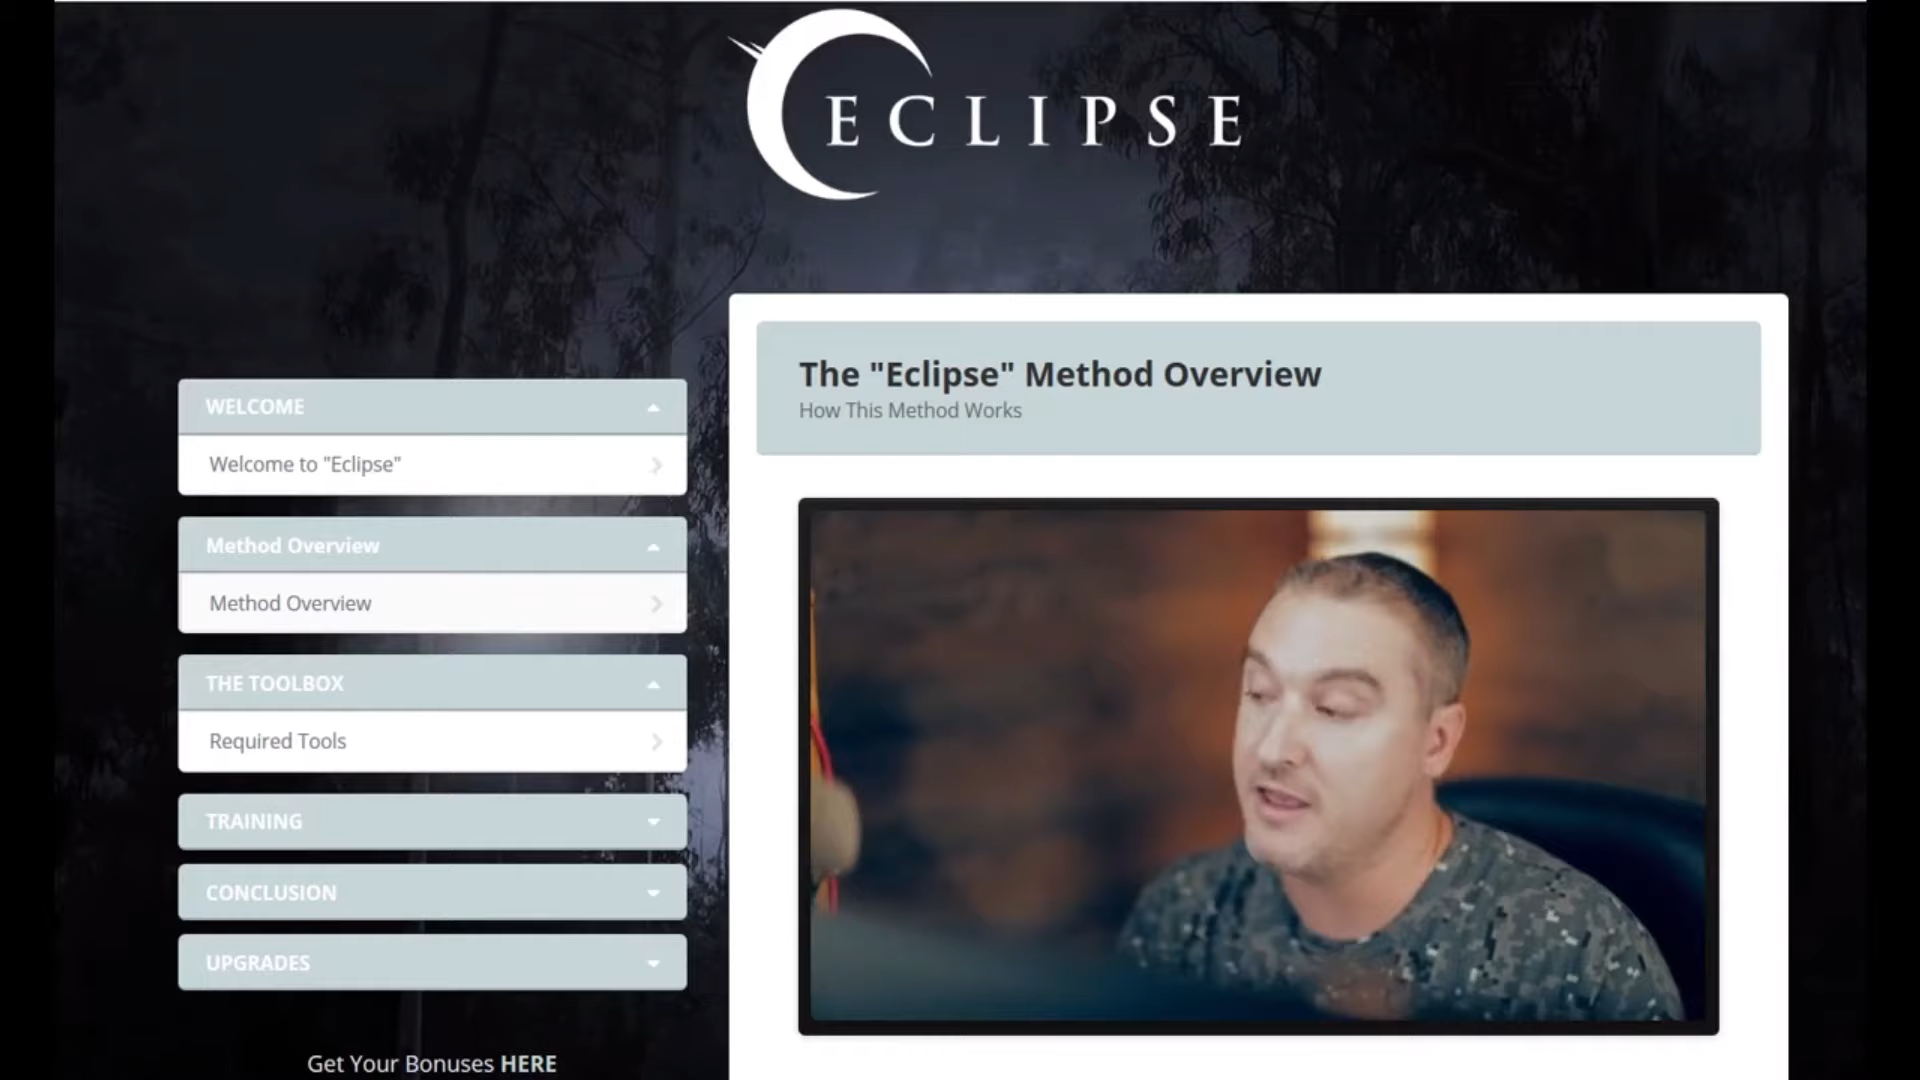 ECLIPSE
WELCOME
Welcome to "Eclipse"
Method Overview
Method Overview
THE TOOLBOX
Required Tools
TRAINING
CONCLUSION
UPGRADES
Get Your Bonuses HERE
The "Eclipse" Method Overview
How This Method Works